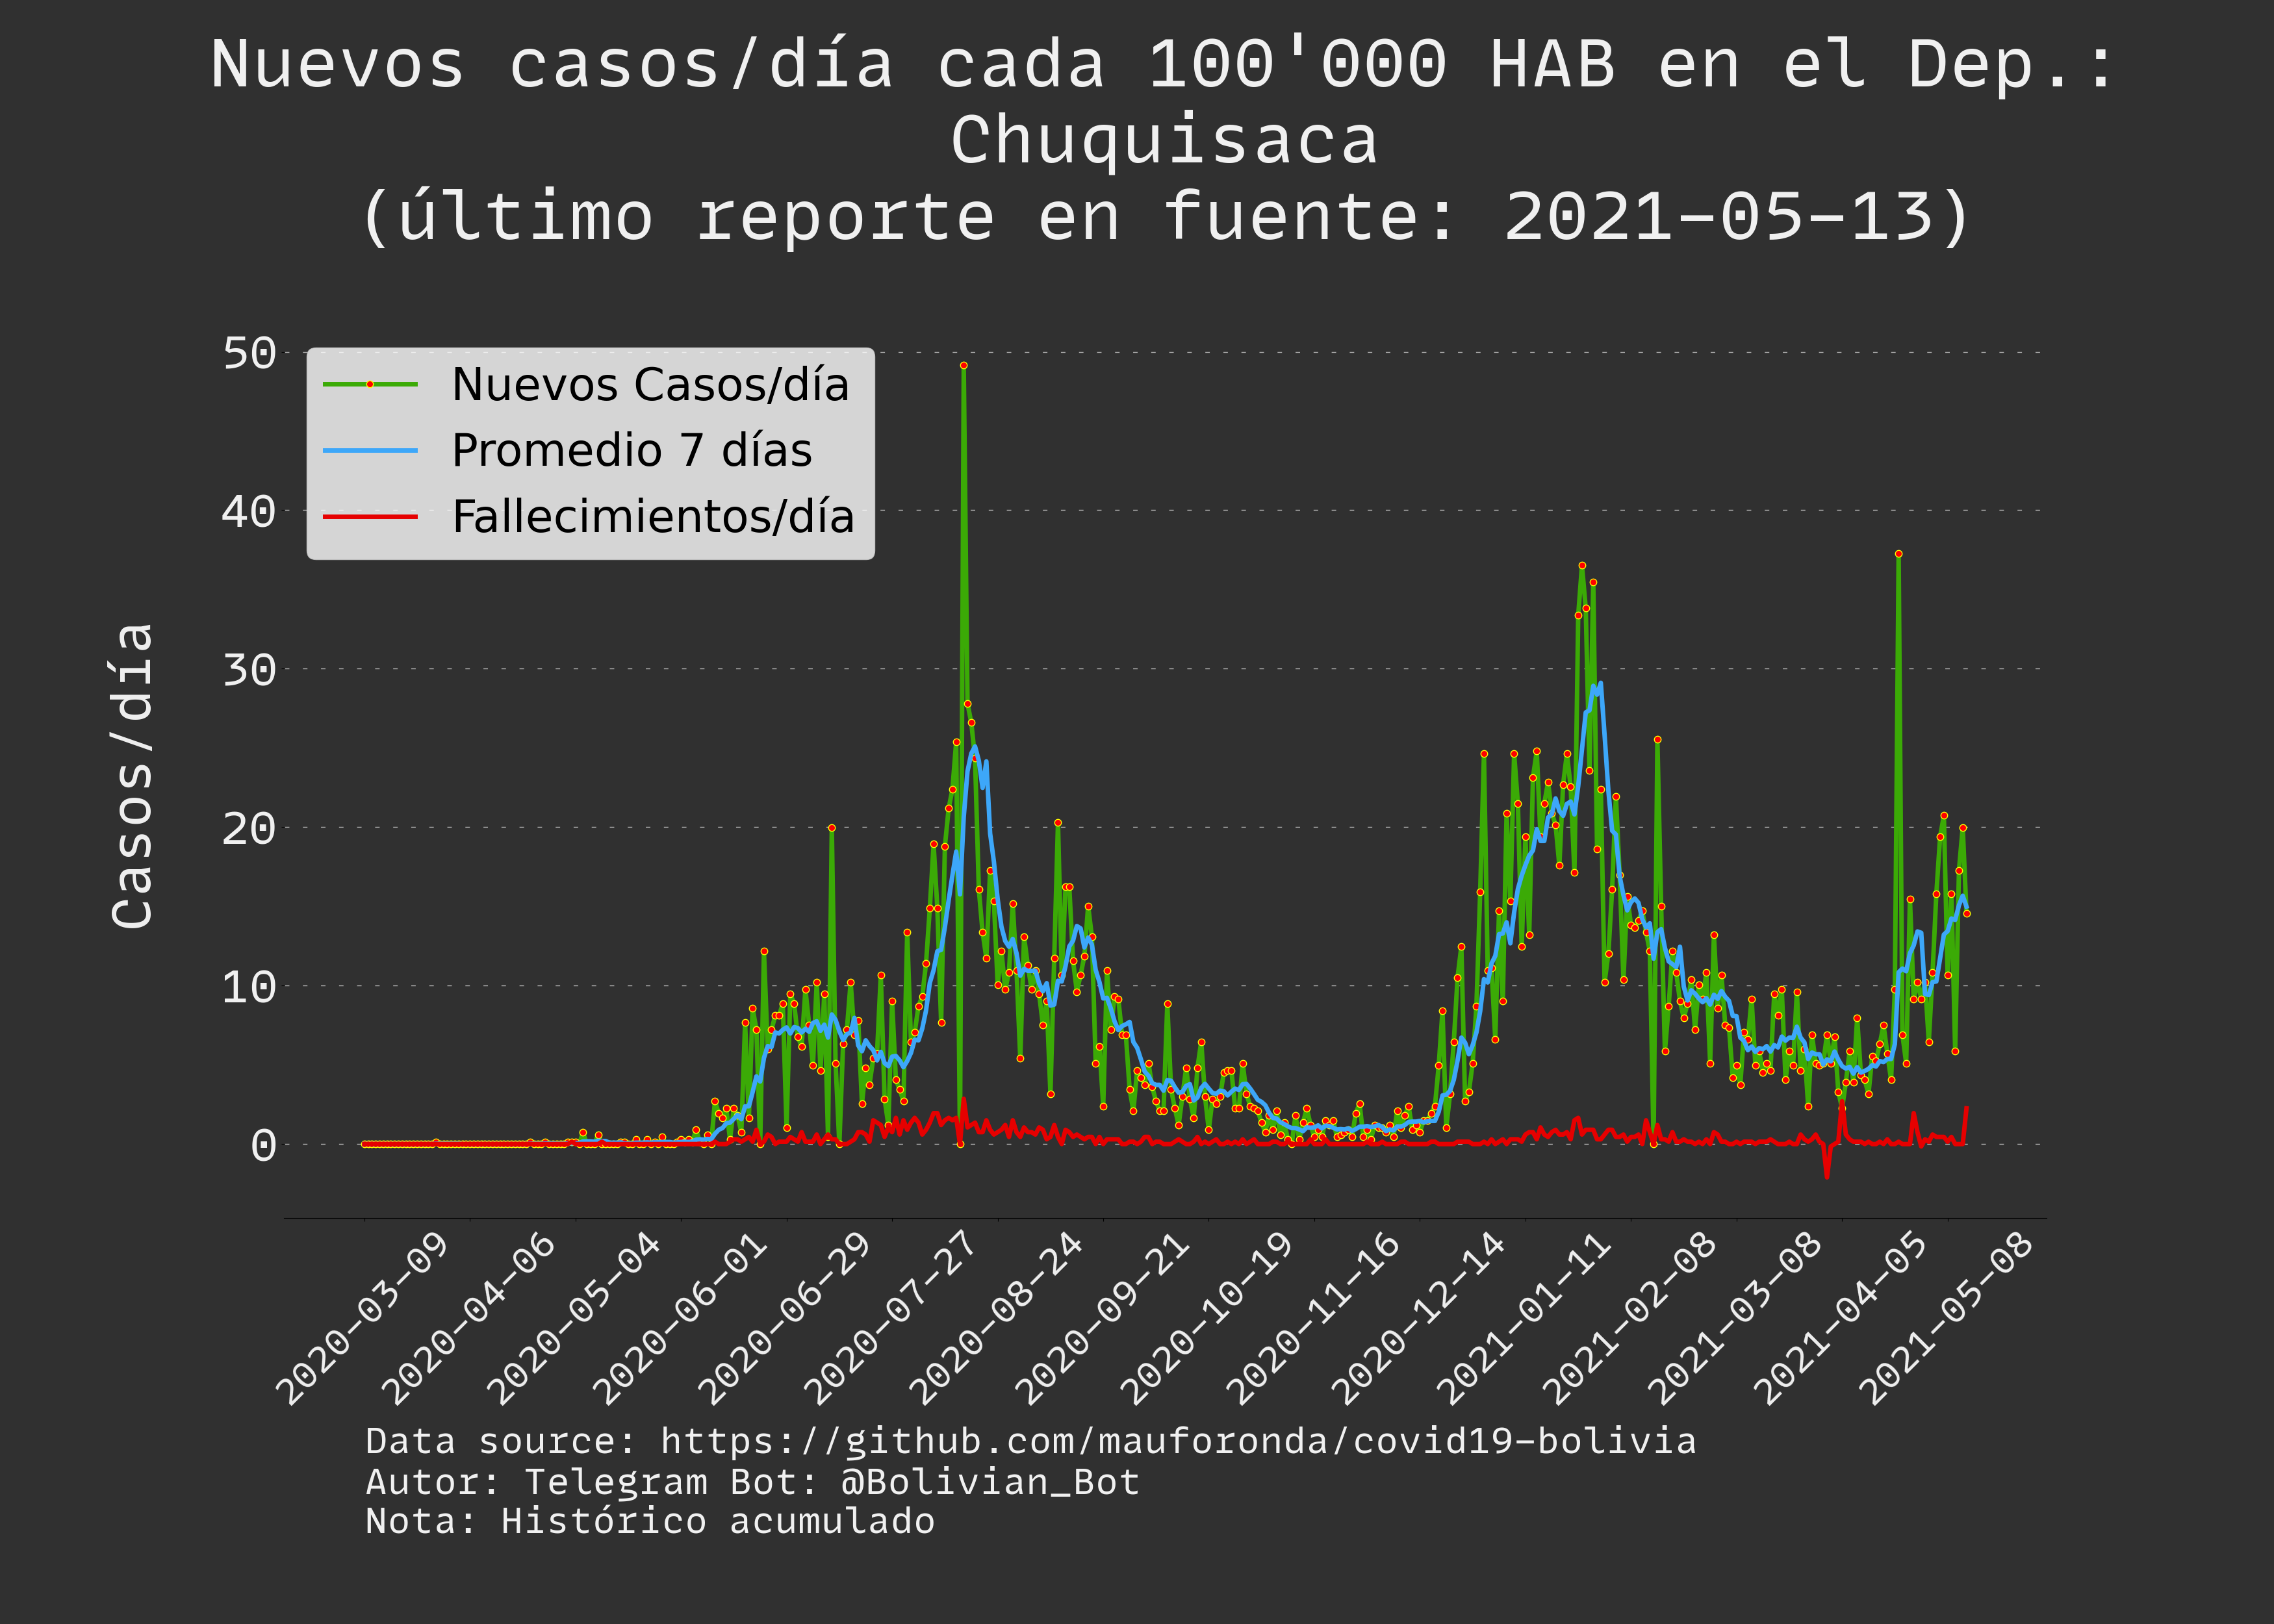 Nuevos casos/día cada 100'000 HAB en el Dep.:
Chuquisaca
(último reporte en fuente: 2021-05-13)
50
40
30
20
10
0
Casos/día
Nuevos Casos/día
Promedio 7 días
Fallecimientos/día
2020-03-09
2020-04-06
2020-05-04
2020-06-01
2020-06-29
2020-07-27
2020-08-24
2020-09-21
2020-10-19
2020-11-16
2020-12-14
2021-01-11
2021-02-08
2021-03-08
2021-04-05
2021-05-08
Data source: https://github.com/mauforonda/covid19-bolivia
Autor: Telegram Bot: @Bolivian_Bot
Nota: Histórico acumulado